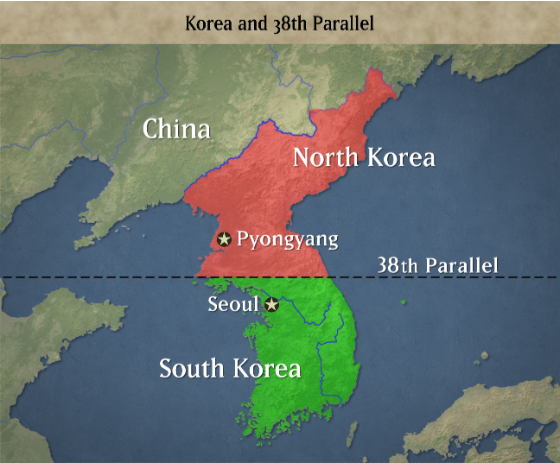 Korea and 38th Parallel
China
North Korea
Pyongyang
38th Parallel
Seoul
South Korea